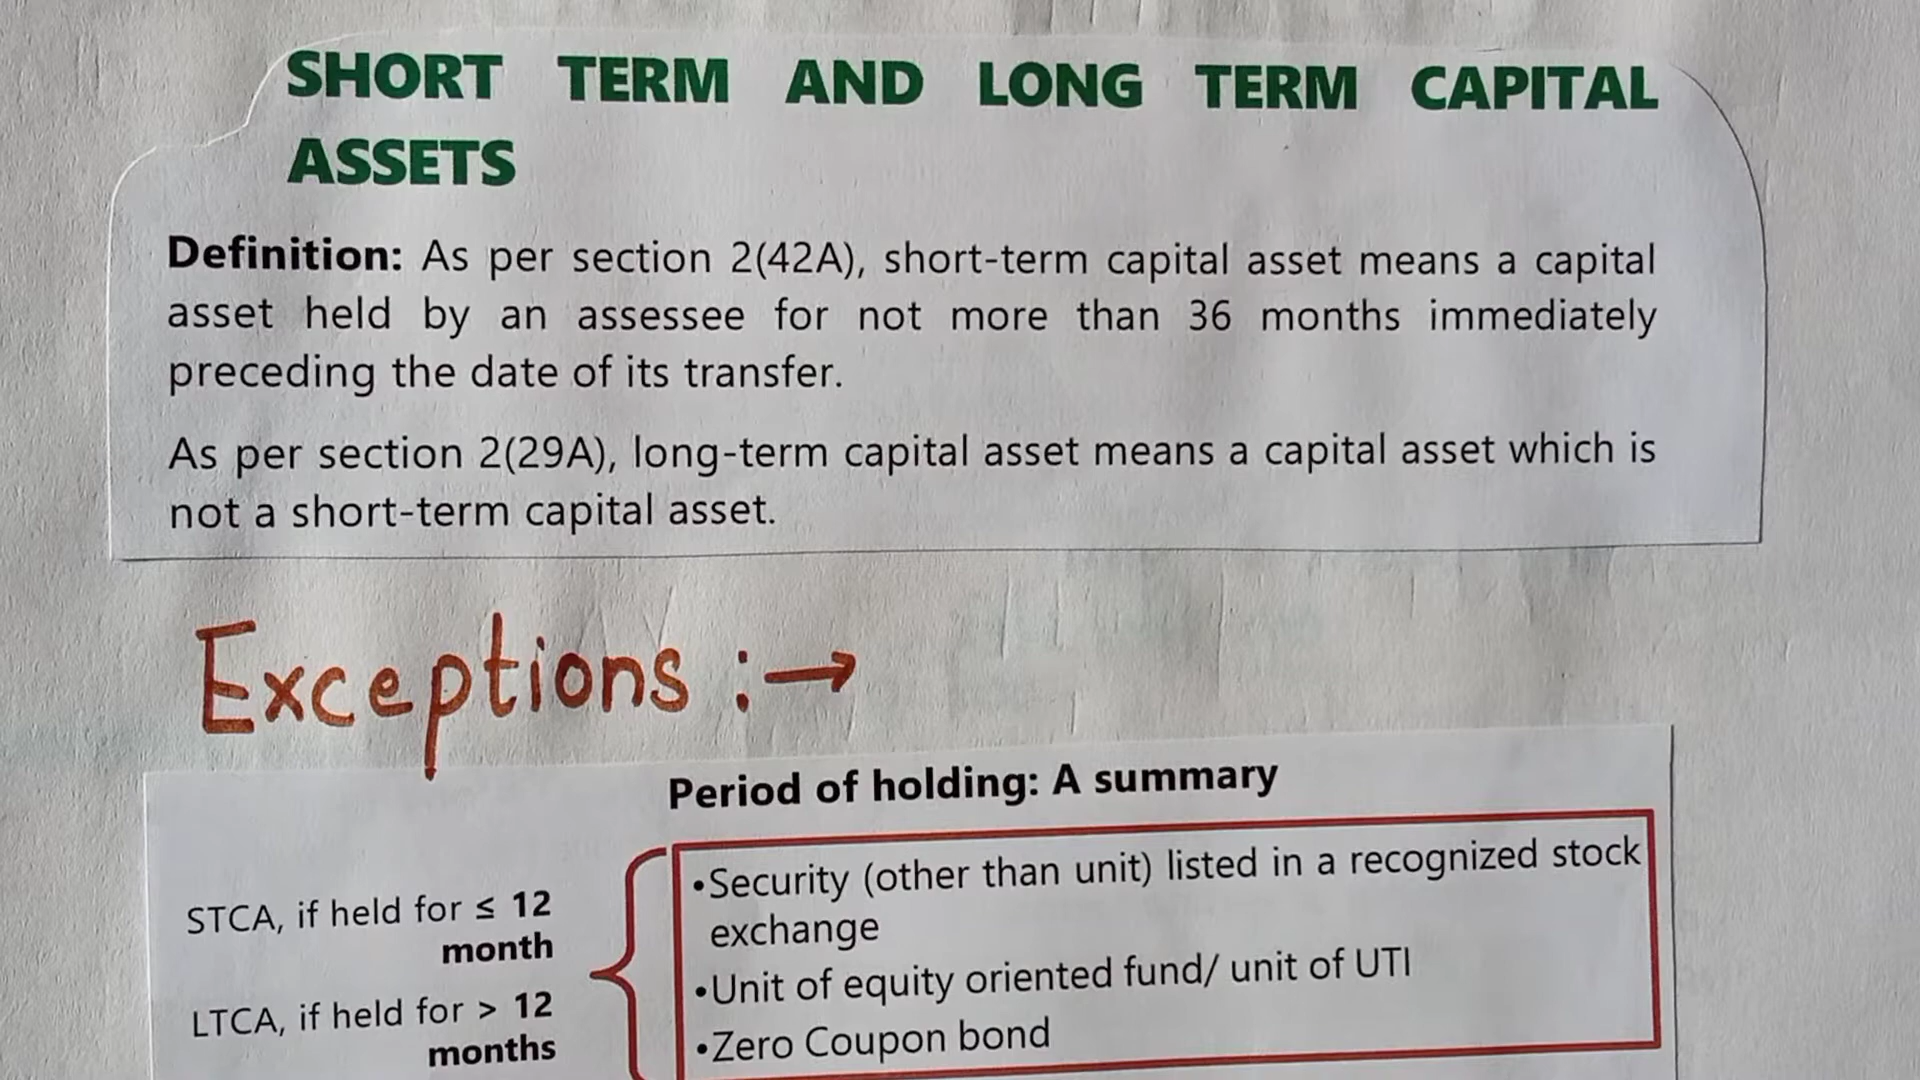 SHORT TERM AND LONG TERM CAPITAL
ASSETS
Definition: As per section 2(42A), short-term capital asset means a capital
asset held by an assessee for not more than 36 months immediately
preceding the date of its transfer.
As per section 2(29A), long-term capital asset means a capital asset which is
not a short-term capital asset.
Exceptions :→
Period of holding: A summary
STCA, if held for ≤ 12
month
LTCA, if held for > 12
months
•Security (other than unit) listed in a recognized stock
exchange
•Unit of equity oriented fund/ unit of UTI
•Zero Coupon bond